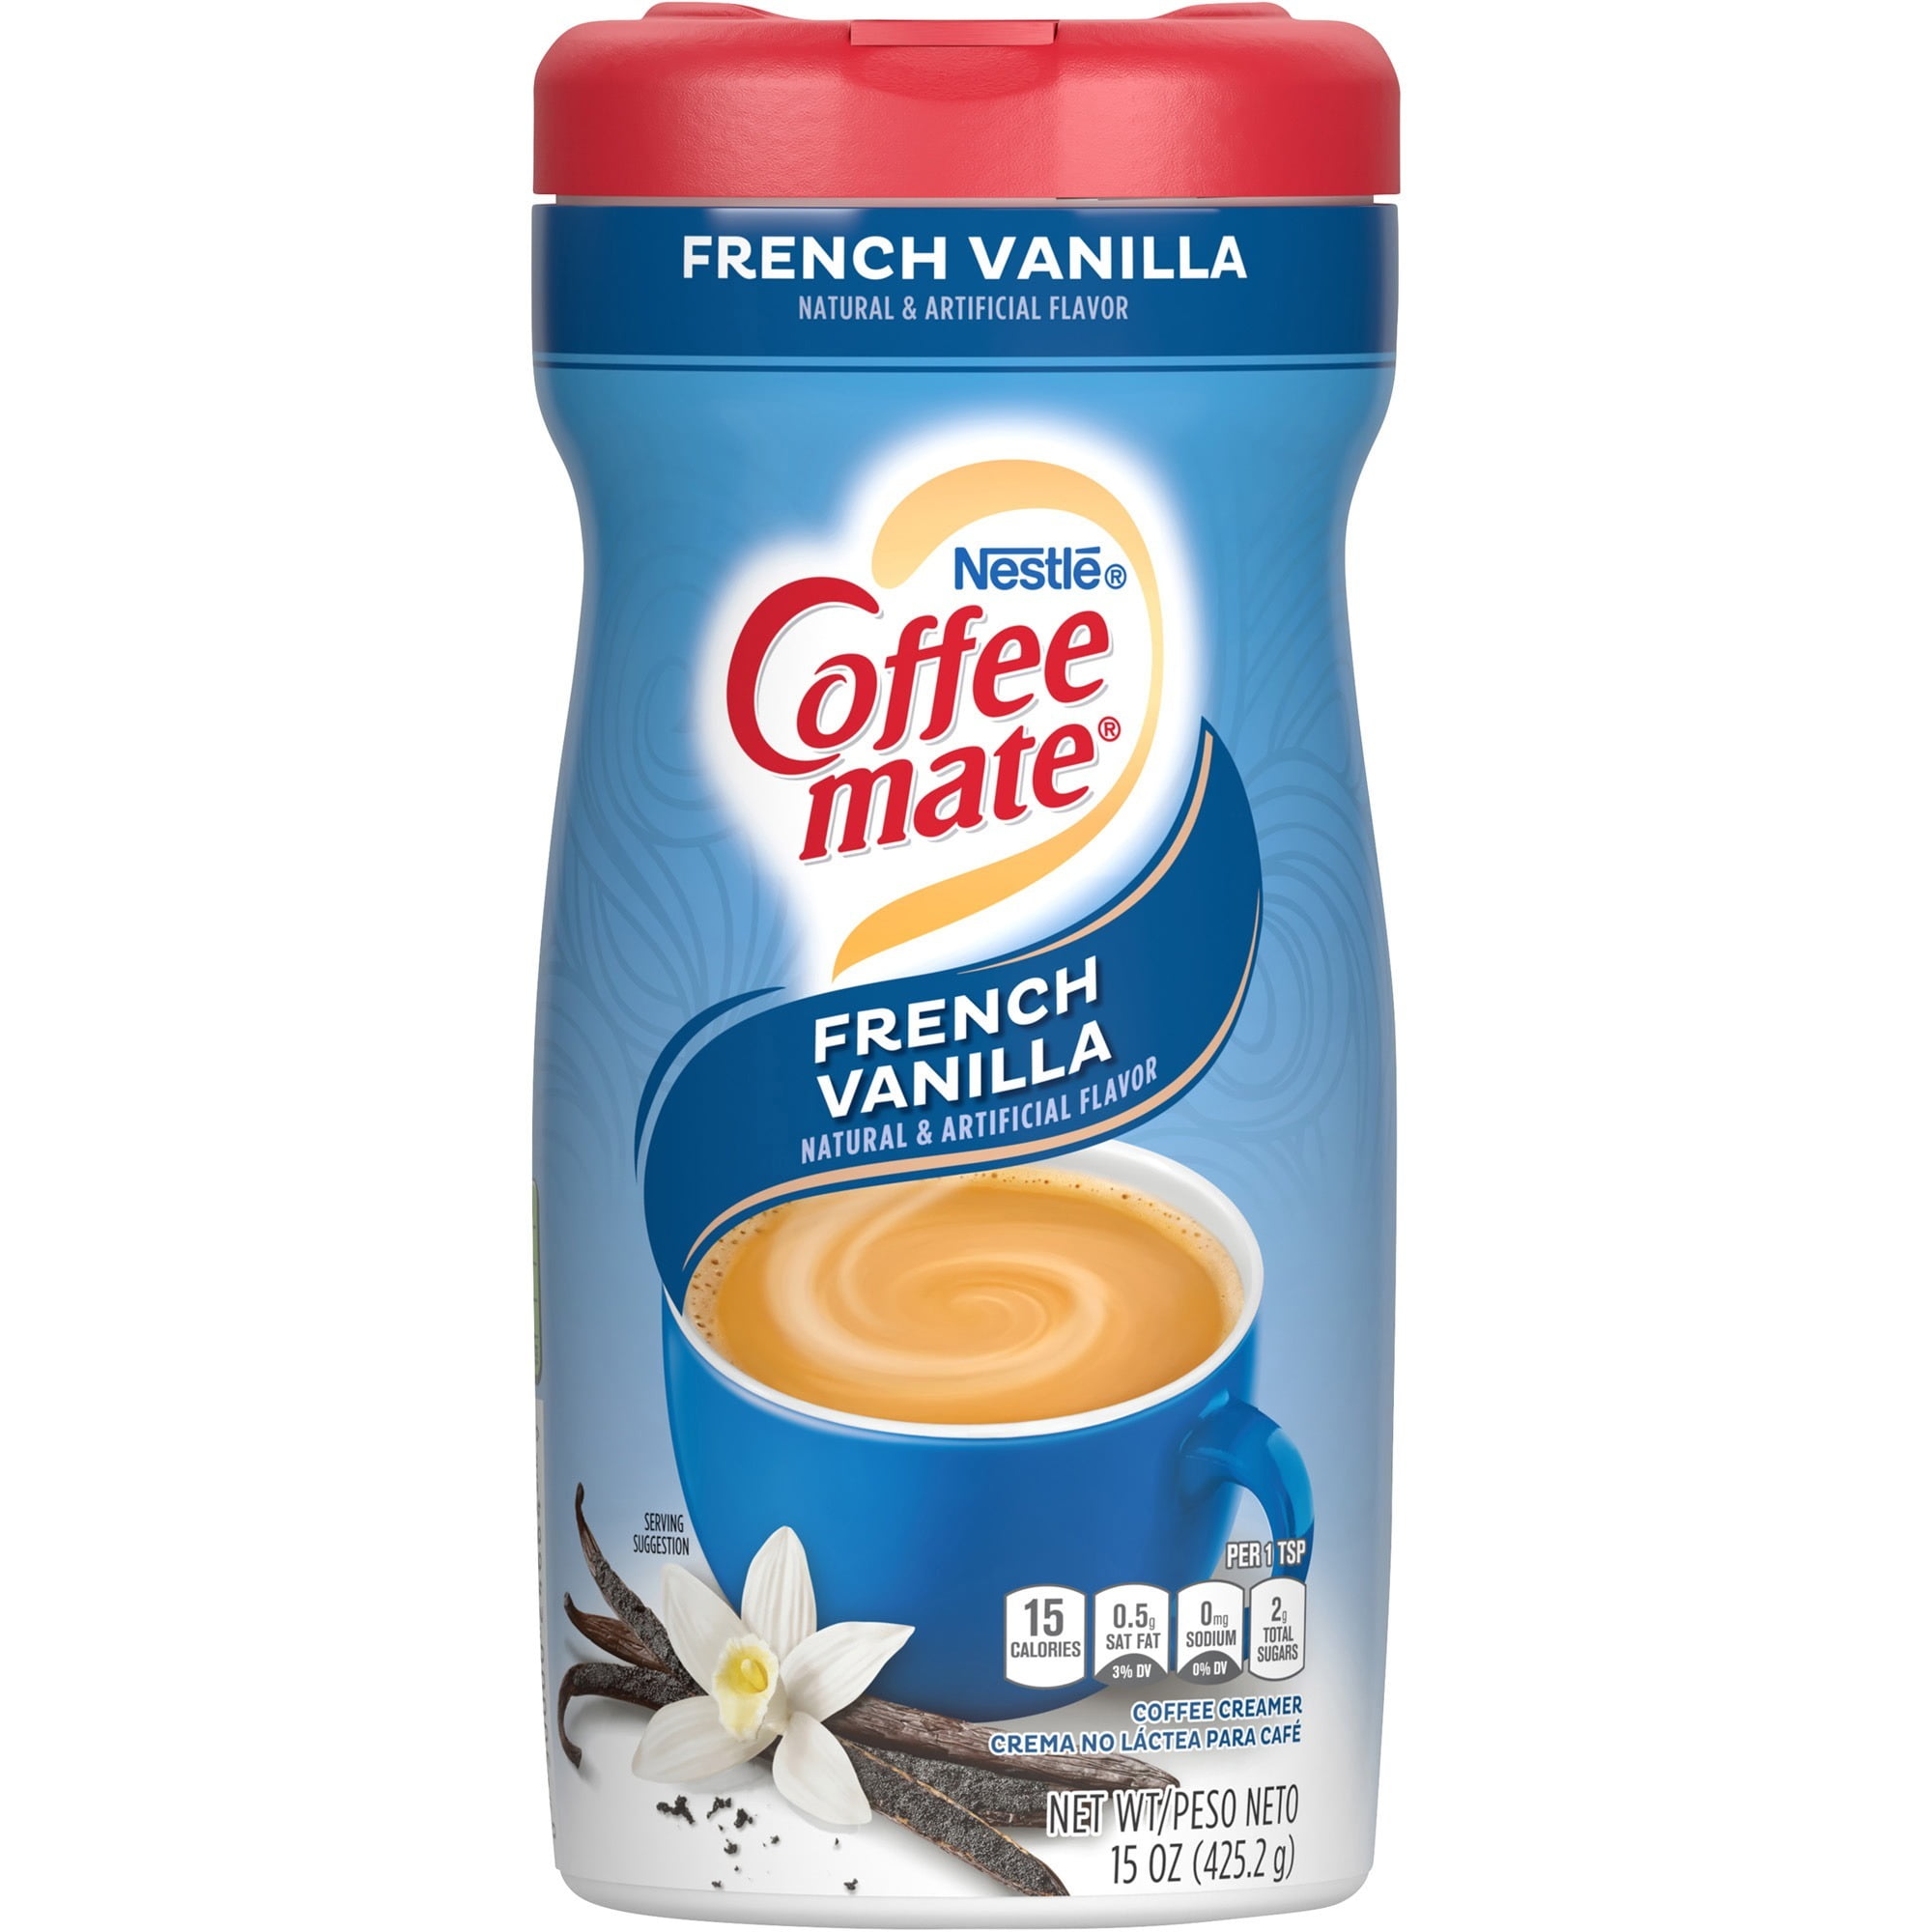 FRENCH VANILLA
NATURAL & ARTIFICIAL FLAVOR
Nestlé®
Coffee
mate®
FRENCH
VANILLA
NATURAL & ARTIFICIAL FLAVOR
SERVING
SUGGESTION
PER 1 TSP
15
CALORIES
0.5g
SAT FAT
3% DV
0mg
SODIUM
0% DV
2g
TOTAL
SUGARS
COFFEE CREAMER
CREMA NO LÁCTEA PARA CAFÉ
NET WT/PESO NETO
15 OZ (425.2 g)